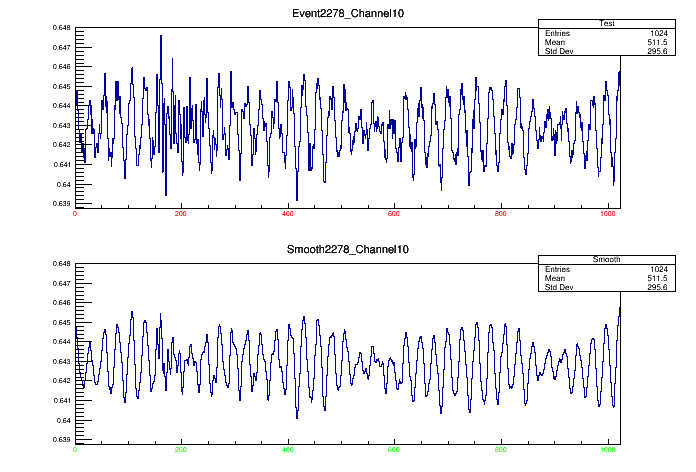 Event2278_Channel10
Test
Entries 1024
Mean 511.5
Std Dev 295.6
0.648
0.647
0.646
0.645
0.644
0.643
0.642
0.641
0.64
0.639
0 200 400 600 800 1000
Smooth2278_Channel10
Smooth
Entries 1024
Mean 511.5
Std Dev 295.6
0.648
0.647
0.646
0.645
0.644
0.643
0.642
0.641
0.64
0.639
0 200 400 600 800 1000